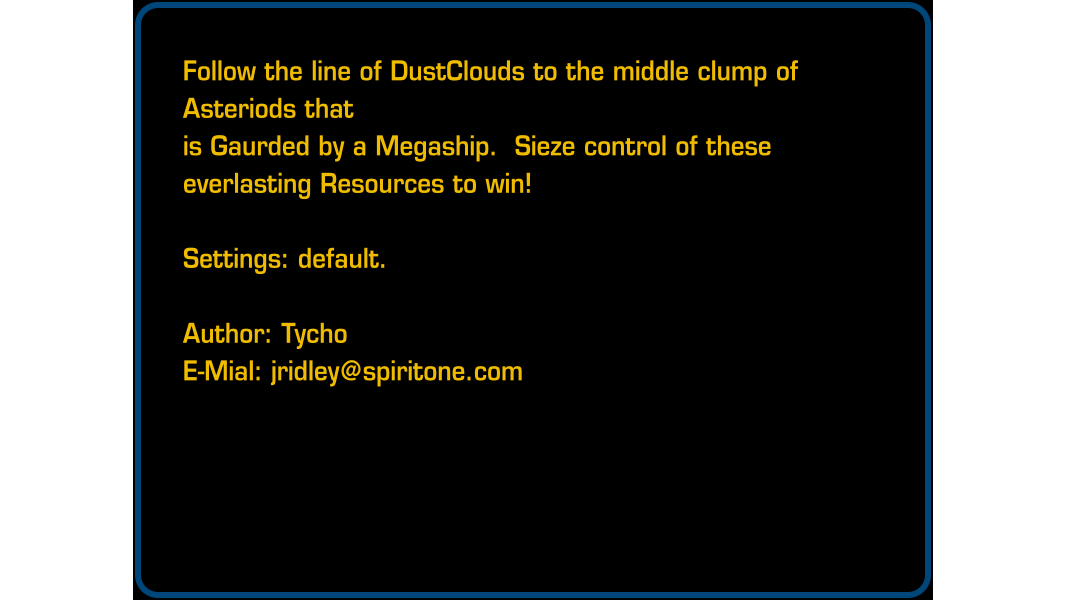 Follow the line of DustClouds to the middle clump of
Asteriods that
is Gaurded by a Megaship.  Sieze control of these
everlasting Resources to win!

Settings: default.

Author: Tycho
E-Mial: jridley@spiritone.com